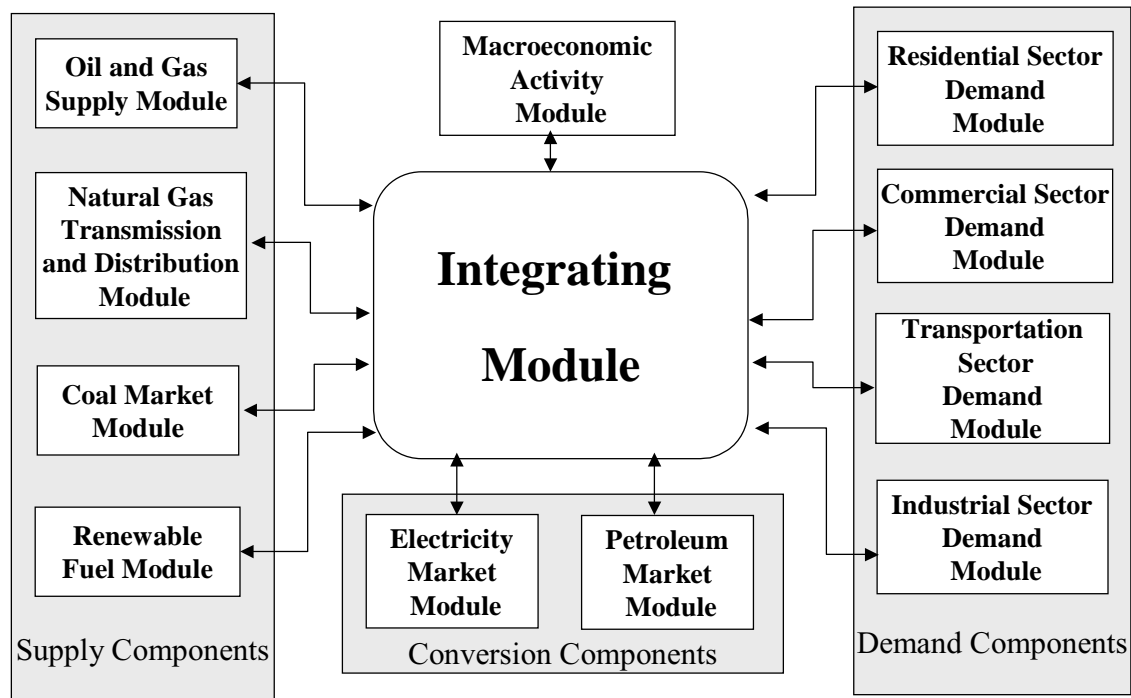 Oil and Gas
Supply Module
Natural Gas
Transmission
and Distribution
Module
Coal Market
Module
Renewable
Fuel Module
Supply Components
Macroeconomic
Activity
Module
Integrating
Module
Electricity
Market
Module
Petroleum
Market
Module
Conversion Components
Residential Sector
Demand
Module
Commercial Sector
Demand
Module
Transportation
Sector
Demand
Module
Industrial Sector
Demand
Module
Demand Components